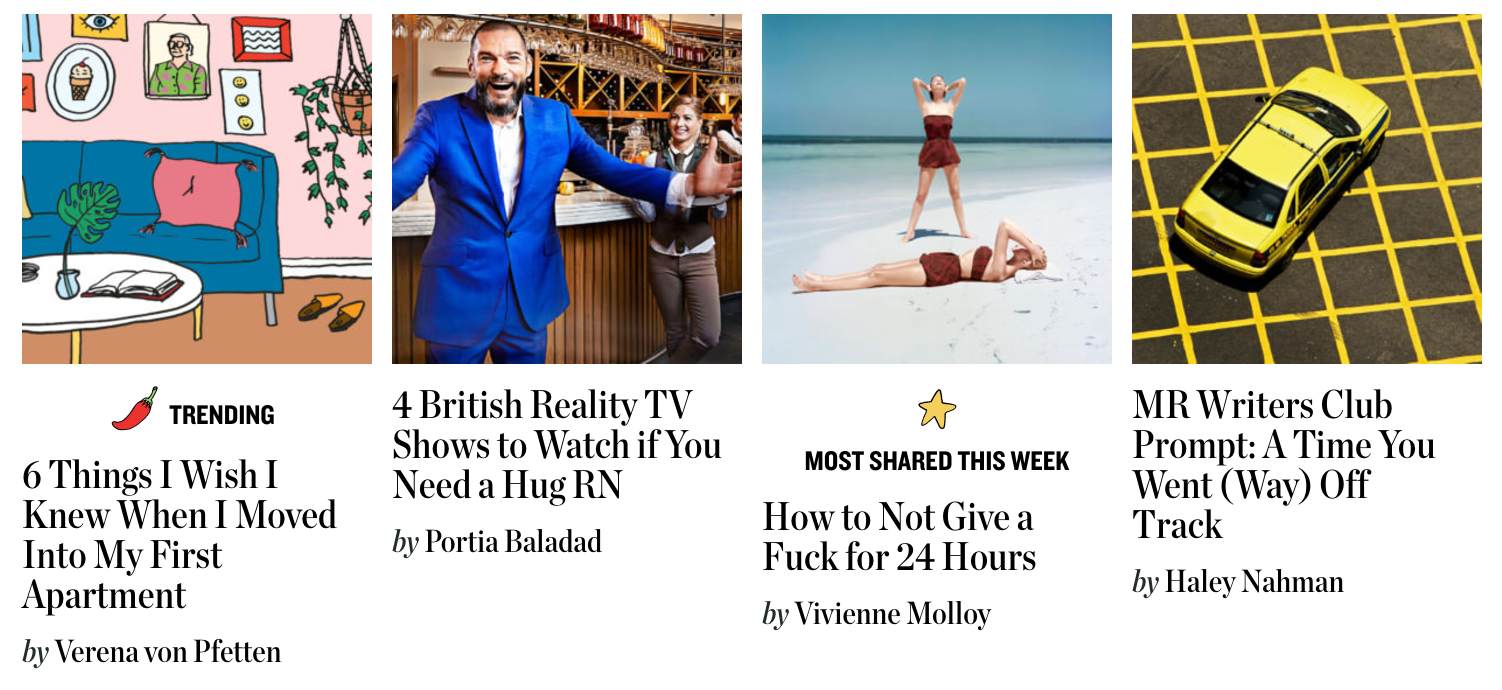 TRENDING
6 Things I Wish I
Knew When I Moved
Into My First
Apartment
by Verena von Pfetten
4 British Reality TV
Shows to Watch if You
Need a Hug RN
by Portia Baladad
MOST SHARED THIS WEEK
How to Not Give a
Fuck for 24 Hours
by Vivienne Molloy
MR Writers Club
Prompt: A Time You
Went (Way) Off
Track
by Haley Nahman